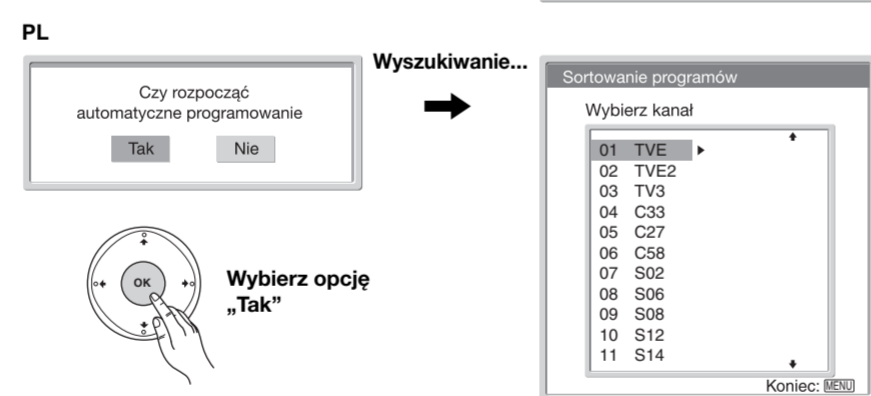 PL
Czy rozpocząć
automatyczne programowanie
Tak Nie
Wyszukiwanie...
OK
Wybierz opcję
„Tak”
Sortowanie programów
Wybierz kanał
01 TVE
02 TVE2
03 TV3
04 C33
05 C27
06 C58
07 S02
08 S06
09 S08
10 S12
11 S14
Koniec: MENU